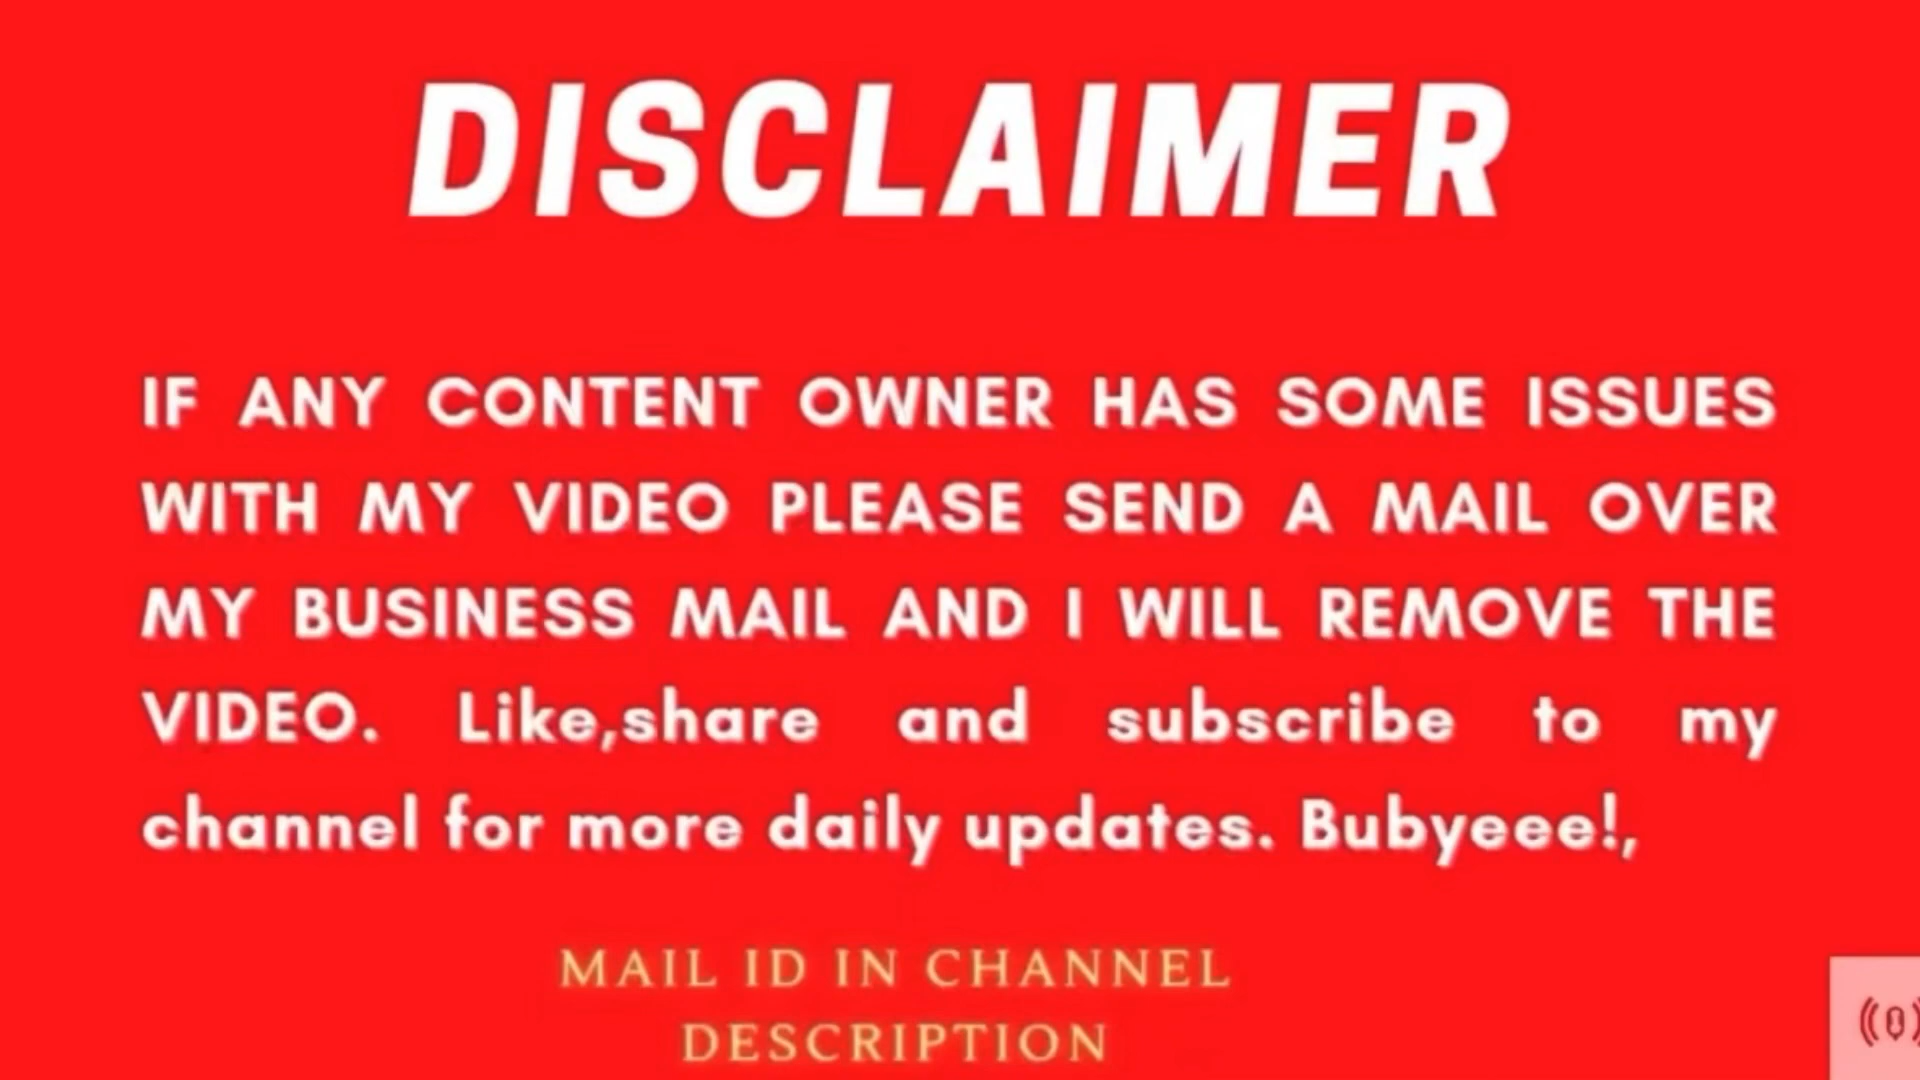 DISCLAIMER
IF ANY CONTENT OWNER HAS SOME ISSUES
WITH MY VIDEO PLEASE SEND A MAIL OVER
MY BUSINESS MAIL AND I WILL REMOVE THE
VIDEO. Like,share and subscribe to my
channel for more daily updates. Bubyeee!,
MAIL ID IN CHANNEL
DESCRIPTION